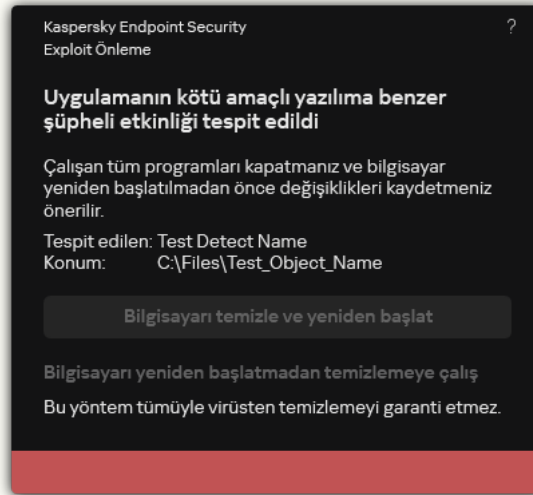 Kaspersky Endpoint Security
?
Exploit Önleme
Uygulamanın kötü amaçlı yazılıma benzer
şüpheli etkinliği tespit edildi
Çalışan tüm programları kapatmanız ve bilgisayar
yeniden başlatılmadan önce değişiklikleri kaydetmeniz
önerilir.
Tespit edilen: Test Detect Name
Konum: C:\Files\Test_Object_Name
Bilgisayarı temizle ve yeniden başlat
Bilgisayarı yeniden başlatmadan temizlemeye çalış
Bu yöntem tümüyle virüsten temizlemeyi garanti etmez.